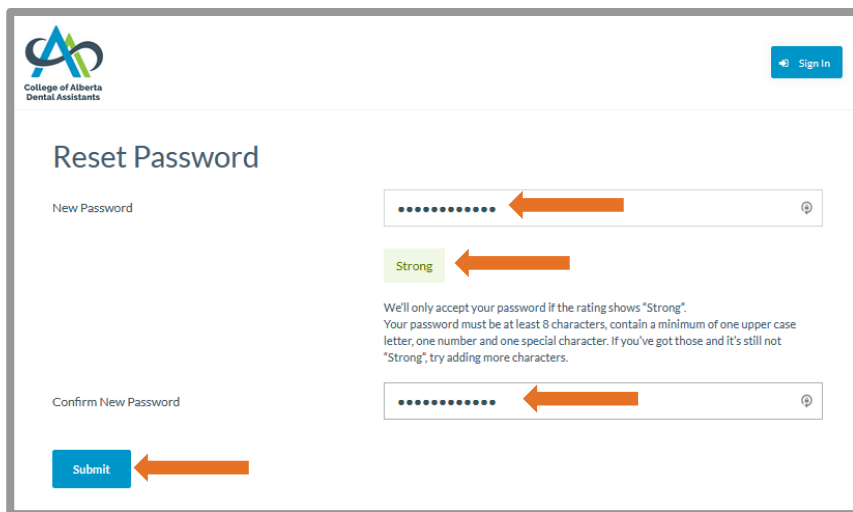 College of Alberta
Dental Assistants
Sign In
Reset Password
New Password
Strong
We'll only accept your password if the rating shows "Strong".
Your password must be at least 8 characters, contain a minimum of one upper case
letter, one number and one special character. If you've got those and it's still not
"Strong", try adding more characters.
Confirm New Password
Submit